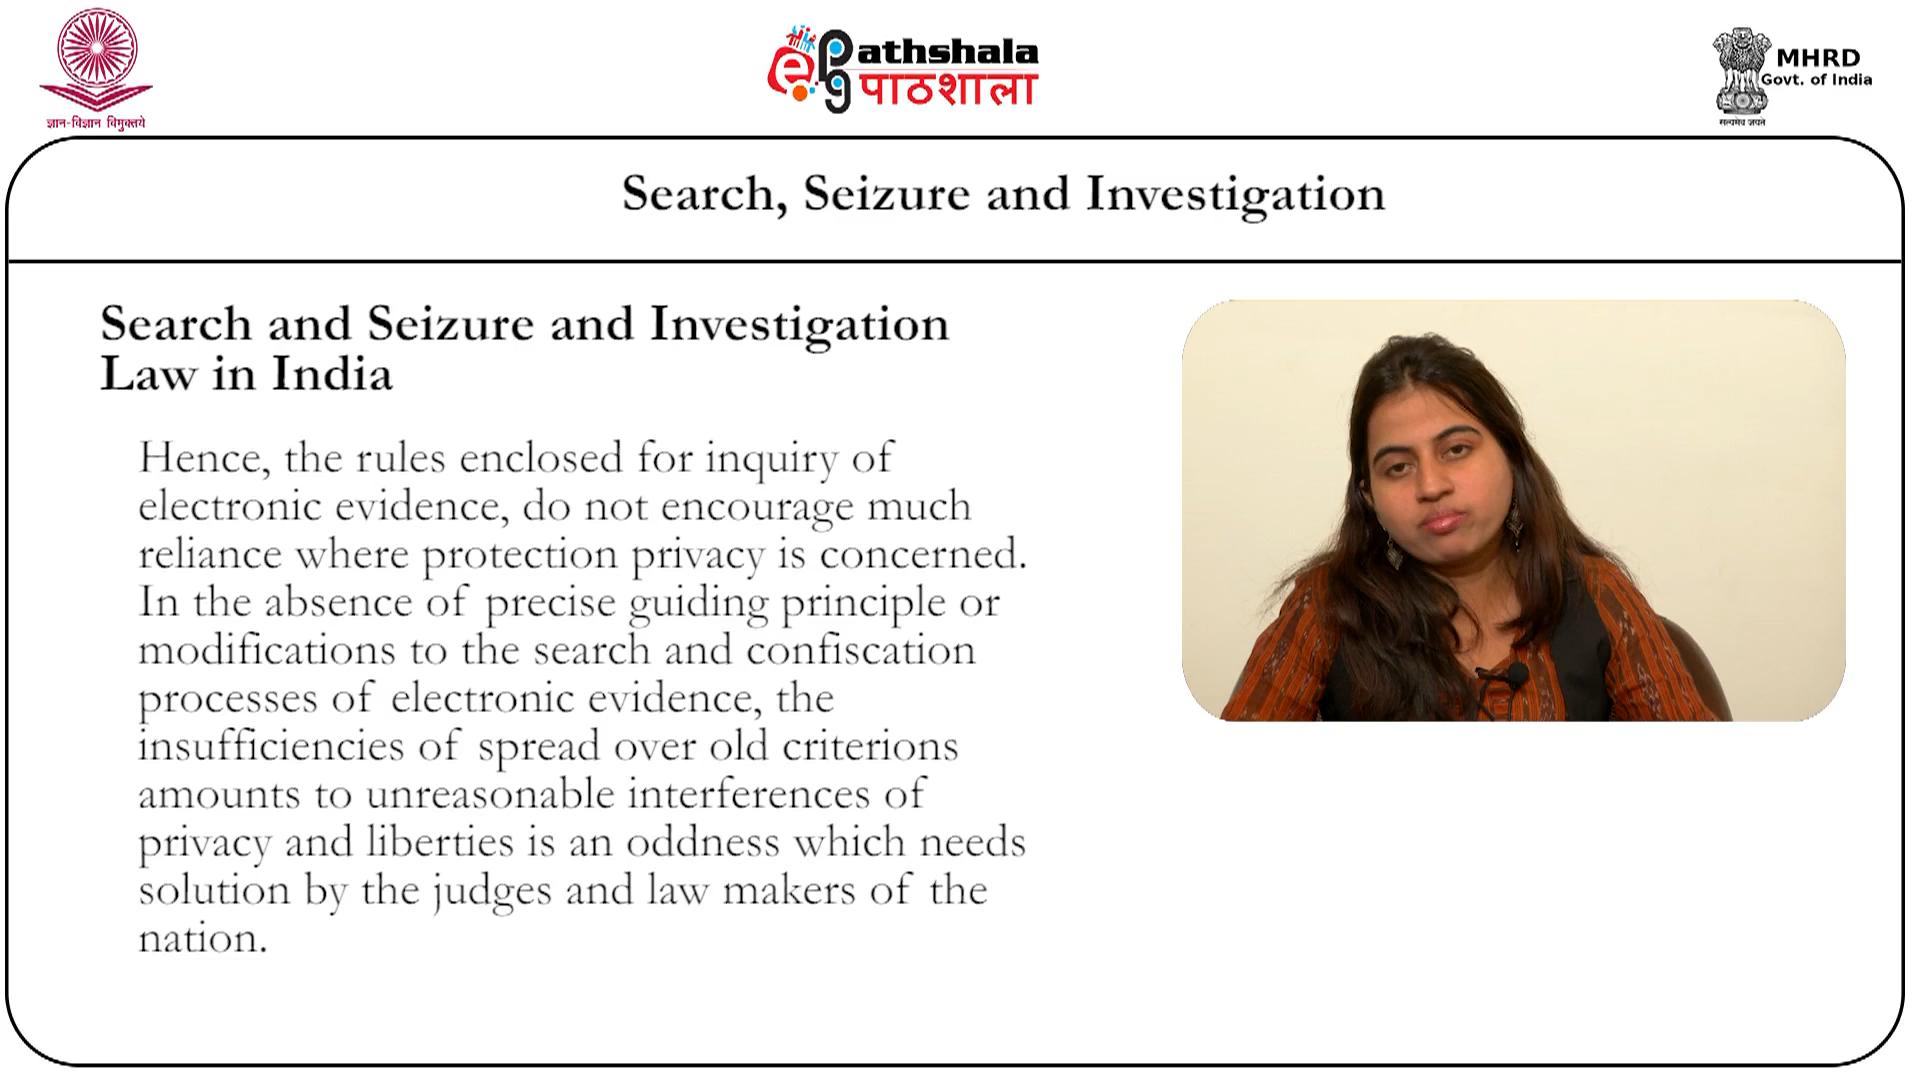 ज्ञान-विज्ञान विमुक्तये
epg
athshala
पाठशाला
MHRD
Govt. of India
सत्यमेव जयते
Search, Seizure and Investigation
Search and Seizure and Investigation
Law in India
Hence, the rules enclosed for inquiry of
electronic evidence, do not encourage much
reliance where protection privacy is concerned.
In the absence of precise guiding principle or
modifications to the search and confiscation
processes of electronic evidence, the
insufficiencies of spread over old criterions
amounts to unreasonable interferences of
privacy and liberties is an oddness which needs
solution by the judges and law makers of the
nation.